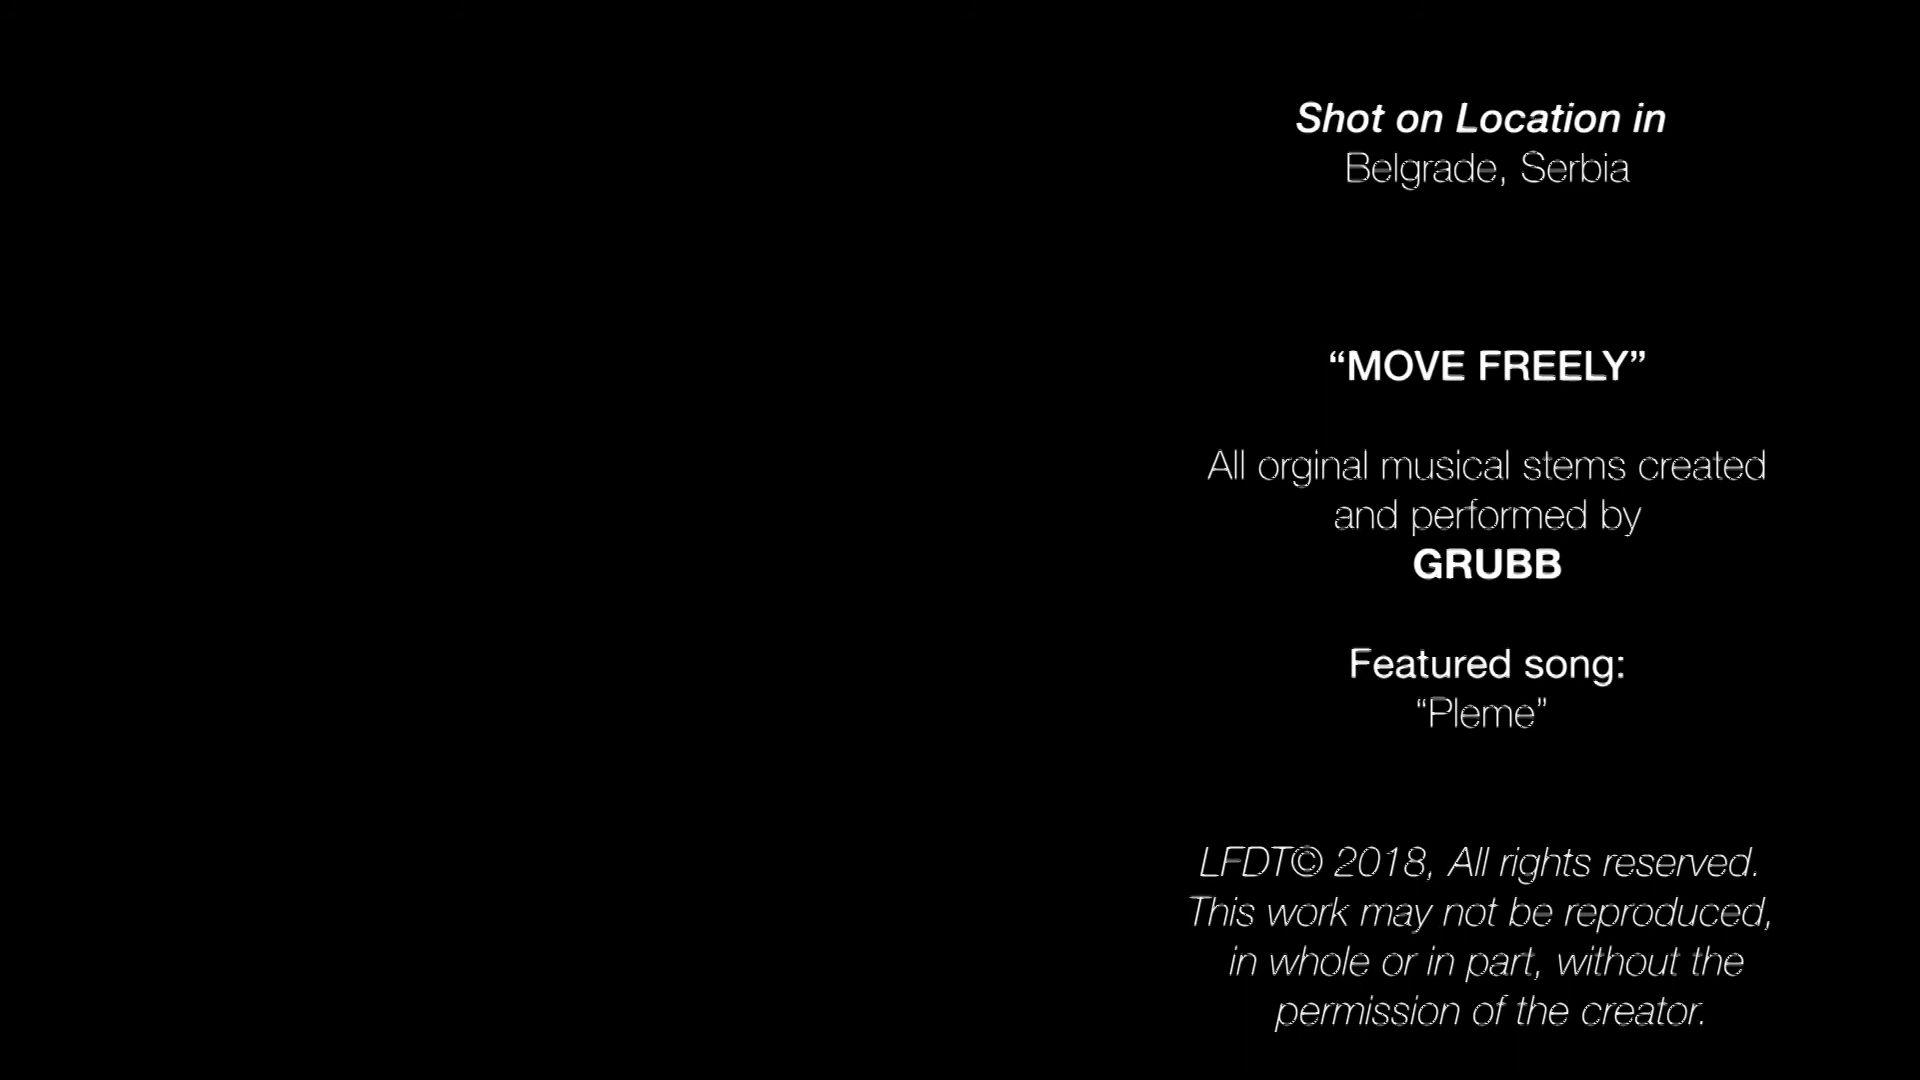 Shot on Location in
Belgrade, Serbia
“MOVE FREELY”
All orginal musical stems created
and performed by
GRUBB
Featured song:
“Pleme”
LFDT© 2018, All rights reserved.
This work may not be reproduced,
in whole or in part, without the
permission of the creator.